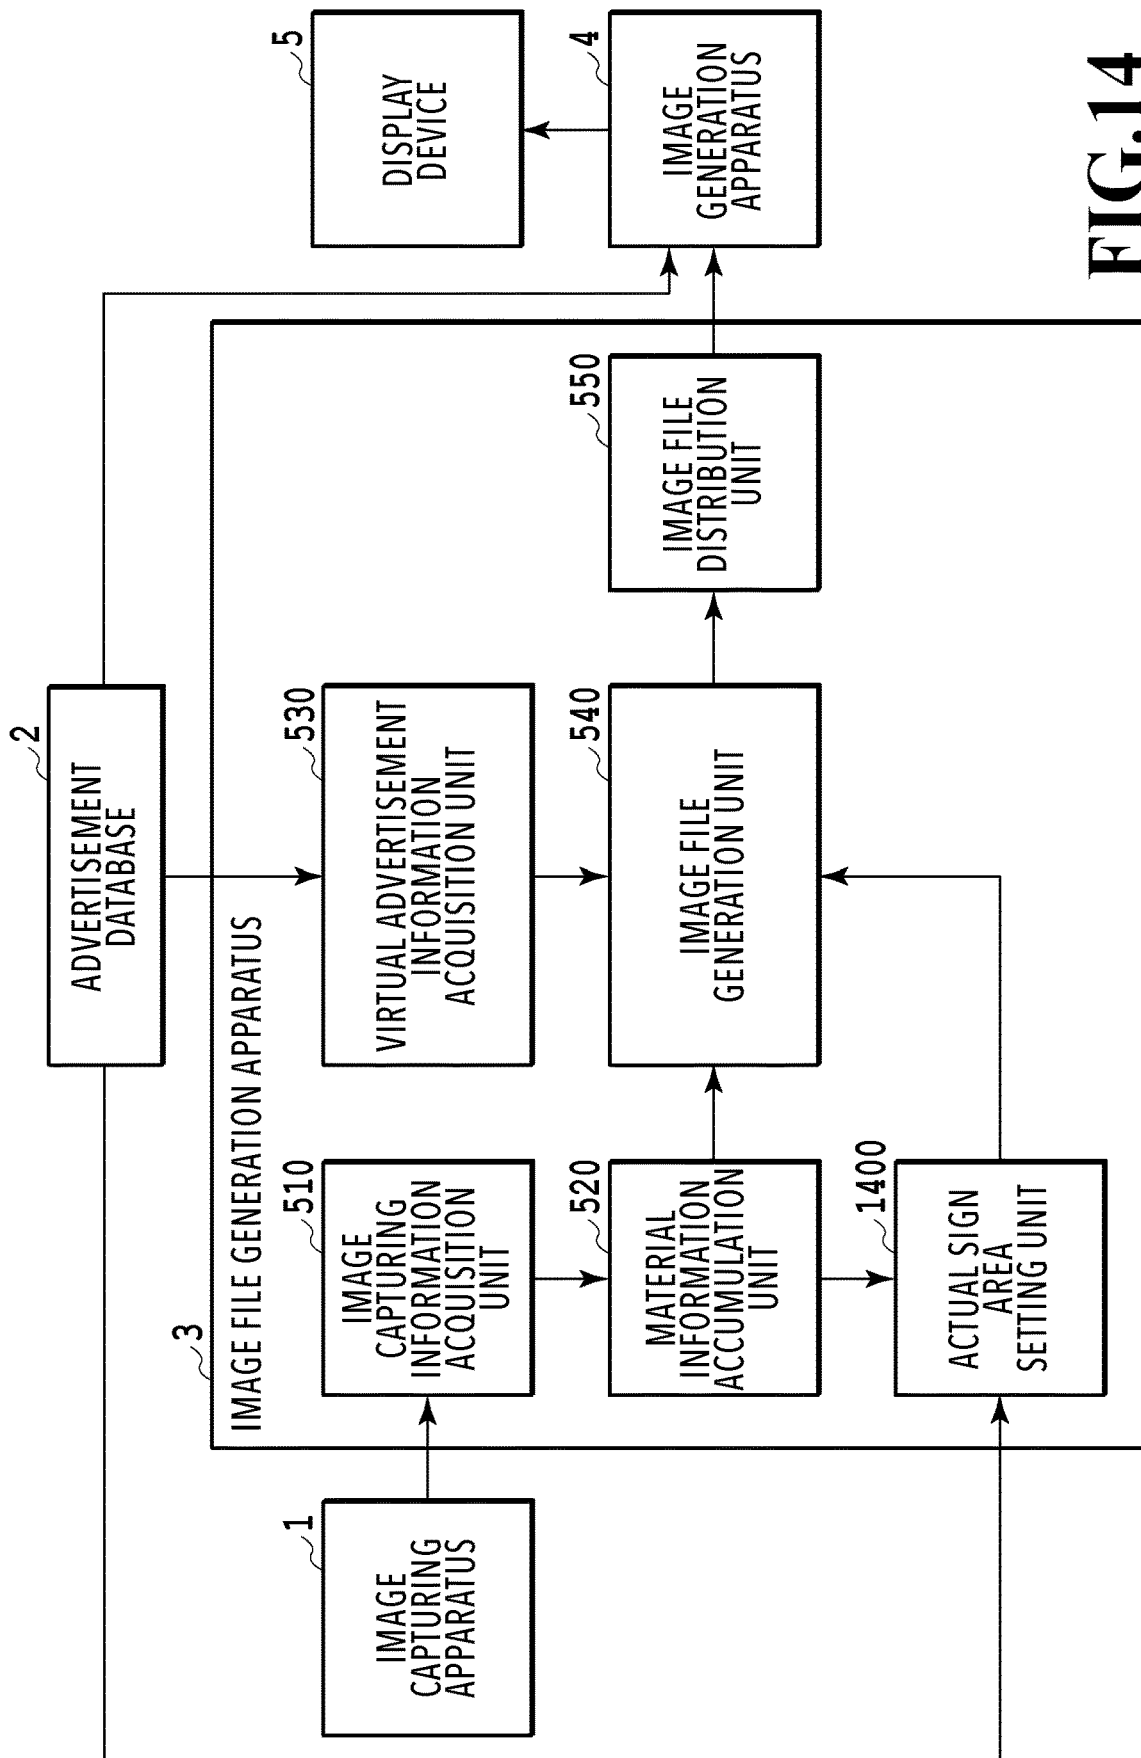 2
ADVERTISEMENT
DATABASE
3
IMAGE FILE GENERATION APPARATUS
1
IMAGE
CAPTURING
APPARATUS
510
IMAGE
CAPTURING
INFORMATION
ACQUISITION
UNIT
530
VIRTUAL ADVERTISEMENT
INFORMATION
ACQUISITION UNIT
5
DISPLAY
DEVICE
520
MATERIAL
INFORMATION
ACCUMULATION
UNIT
540
IMAGE FILE
GENERATION UNIT
550
IMAGE FILE
DISTRIBUTION
UNIT
4
IMAGE
GENERATION
APPARATUS
1400
ACTUAL SIGN
AREA
SETTING UNIT
FIG.14